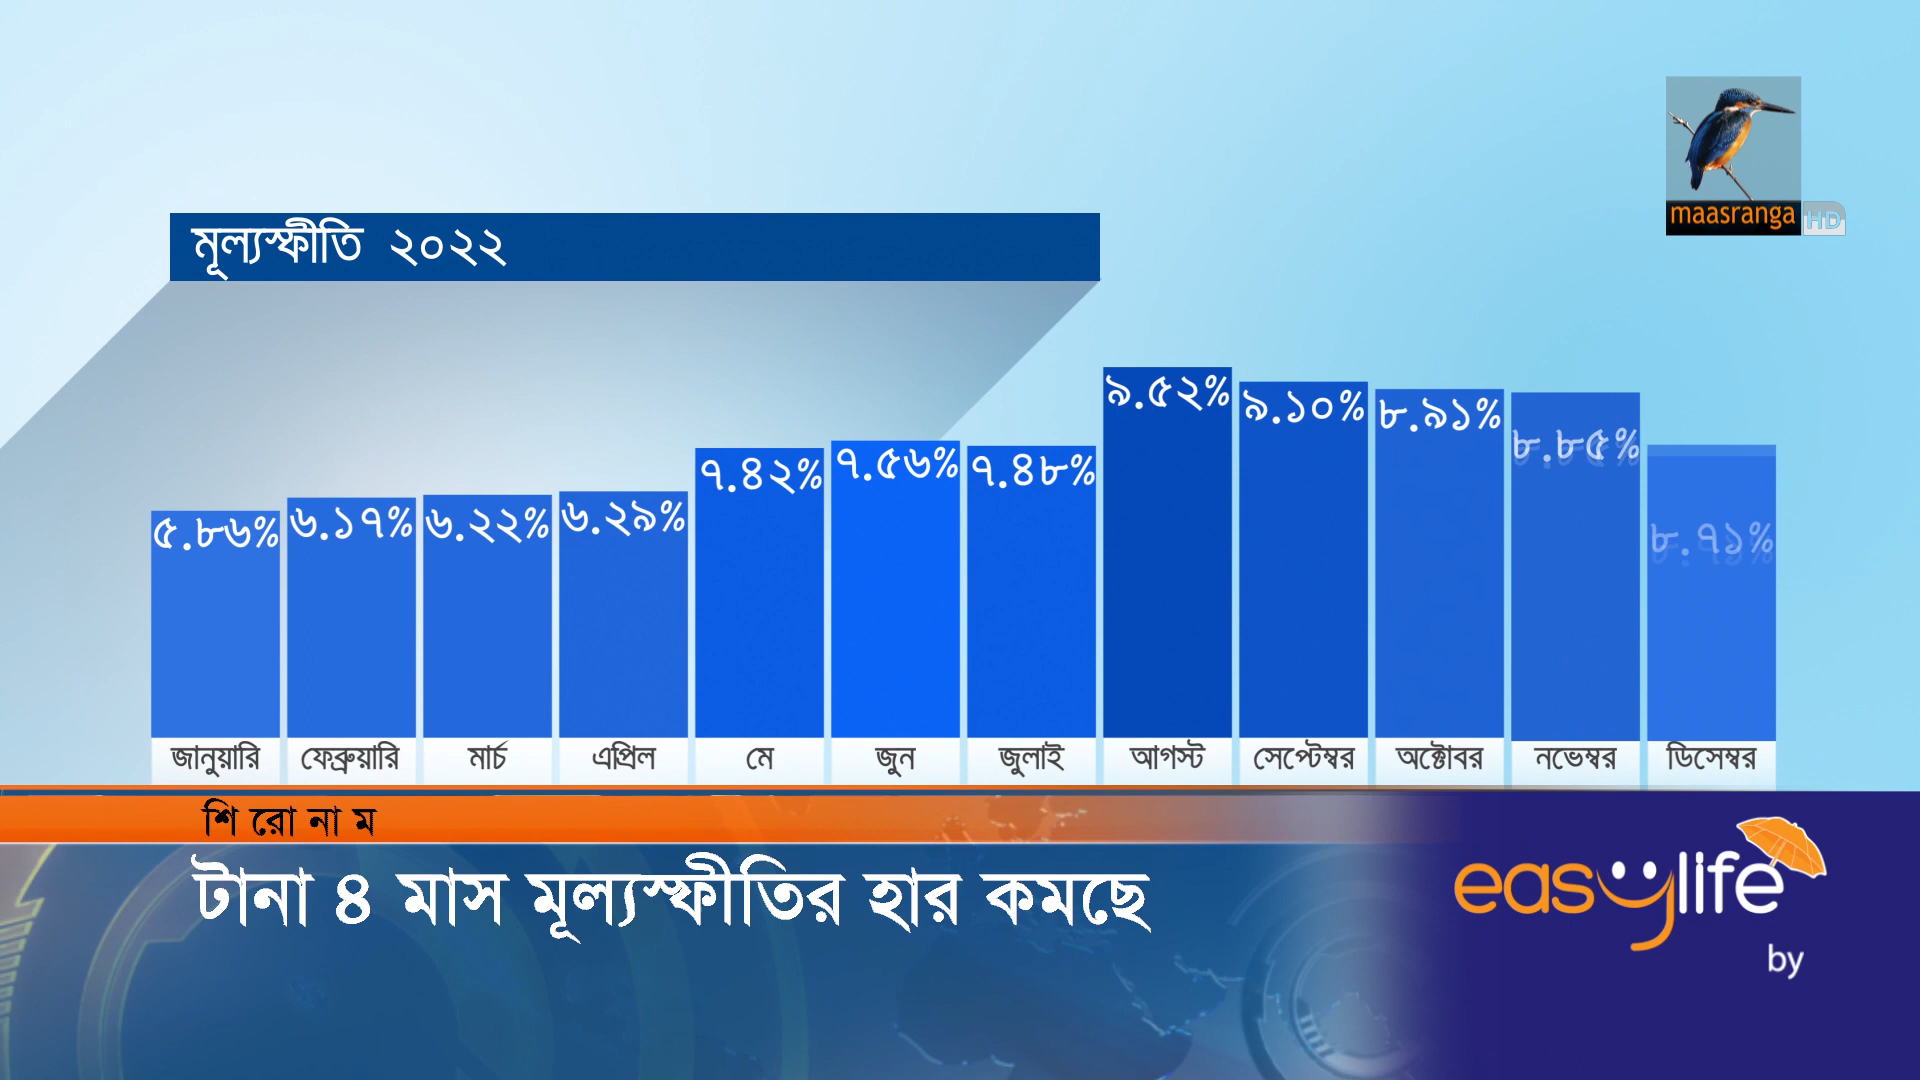 maasranga HD
মূল্যস্ফীতি ২০২২
৫.৮৬% ৬.১৭% ৬.২২% ৬.২৯% ৭.৪২% ৭.৫৬% ৭.৪৮% ৯.৫২% ৯.১০% ৮.৯১% ৮.৮৫% ৮.৭১%
জানুয়ারি ফেব্রুয়ারি মার্চ এপ্রিল মে জুন জুলাই আগস্ট সেপ্টেম্বর অক্টোবর নভেম্বর ডিসেম্বর
শিরোনাম
টানা ৪ মাস মূল্যস্ফীতির হার কমছে
easylife
by